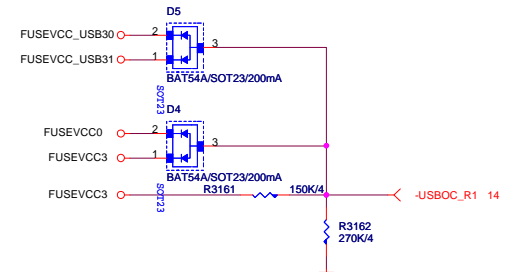 D5
FUSEVCC_USB30 2
3
FUSEVCC_USB31 1
BAT54A/SOT23/200mA
SOT23
D4
FUSEVCC0 2
3
FUSEVCC3 1
BAT54A/SOT23/200mA
SOT23
FUSEVCC3 R3161 150K/4
-USBOC_R1 14
R3162
270K/4